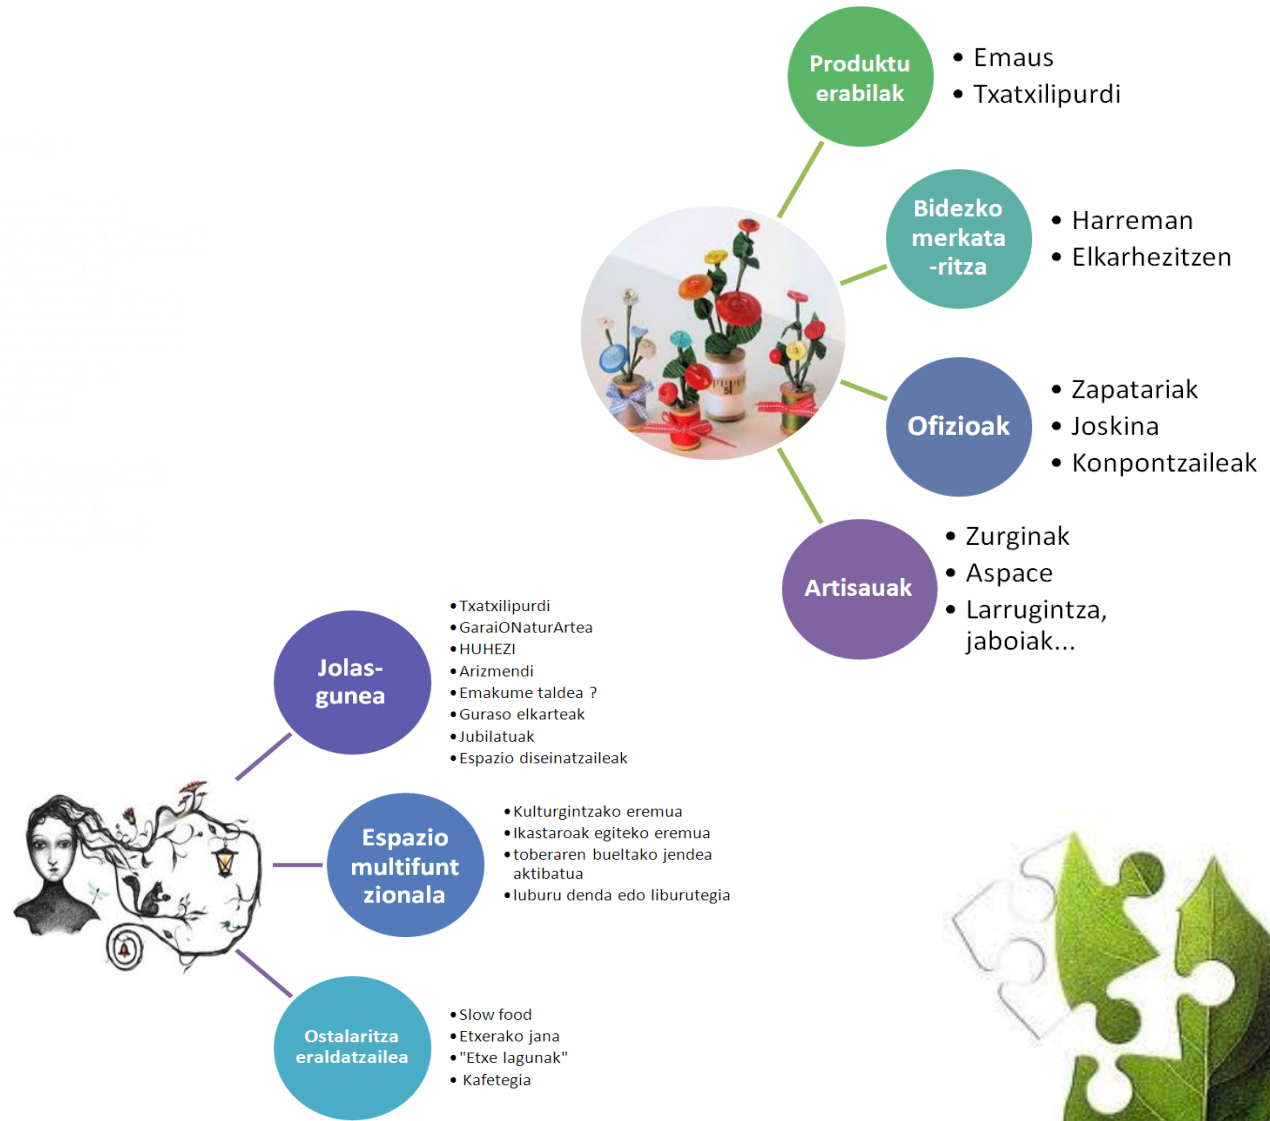 Produktu
erabilak
• Emaus
• Txatxilipurdi
Bidezko
merkata
-ritza
• Harreman
• Elkarhezitzen
Ofizioak
• Zapatariak
• Joskina
• Konpontzaileak
Artisauak
• Zurginak
• Aspace
• Larrugintza,
jaboiak...
Jolas-
gunea
• Txatxilipurdi
• GaraiONaturArtea
• HUHEZI
• Arizmendi
• Emakume taldea ?
• Guraso elkarteak
• Jubilatuak
• Espazio diseinatzaileak
Espazio
multifunt
zionala
• Kulturgintzako eremua
• Ikastaroak egiteko eremua
• toberaren bueltako jendea
aktibatua
• luburu denda edo liburutegia
Ostalaritza
eraldatzailea
• Slow food
• Etxerako jana
• "Etxe lagunak"
• Kafetegia